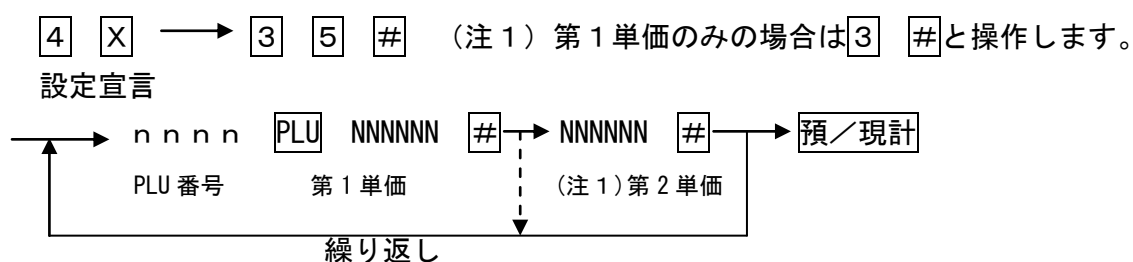 4 X 3 5 # （注１）第１単価のみの場合は3 #と操作します。
設定宣言
ｎｎｎｎ PLU NNNNNN # NNNNNN # 預／現計
PLU 番号 第１単価 （注１）第２単価
繰り返し